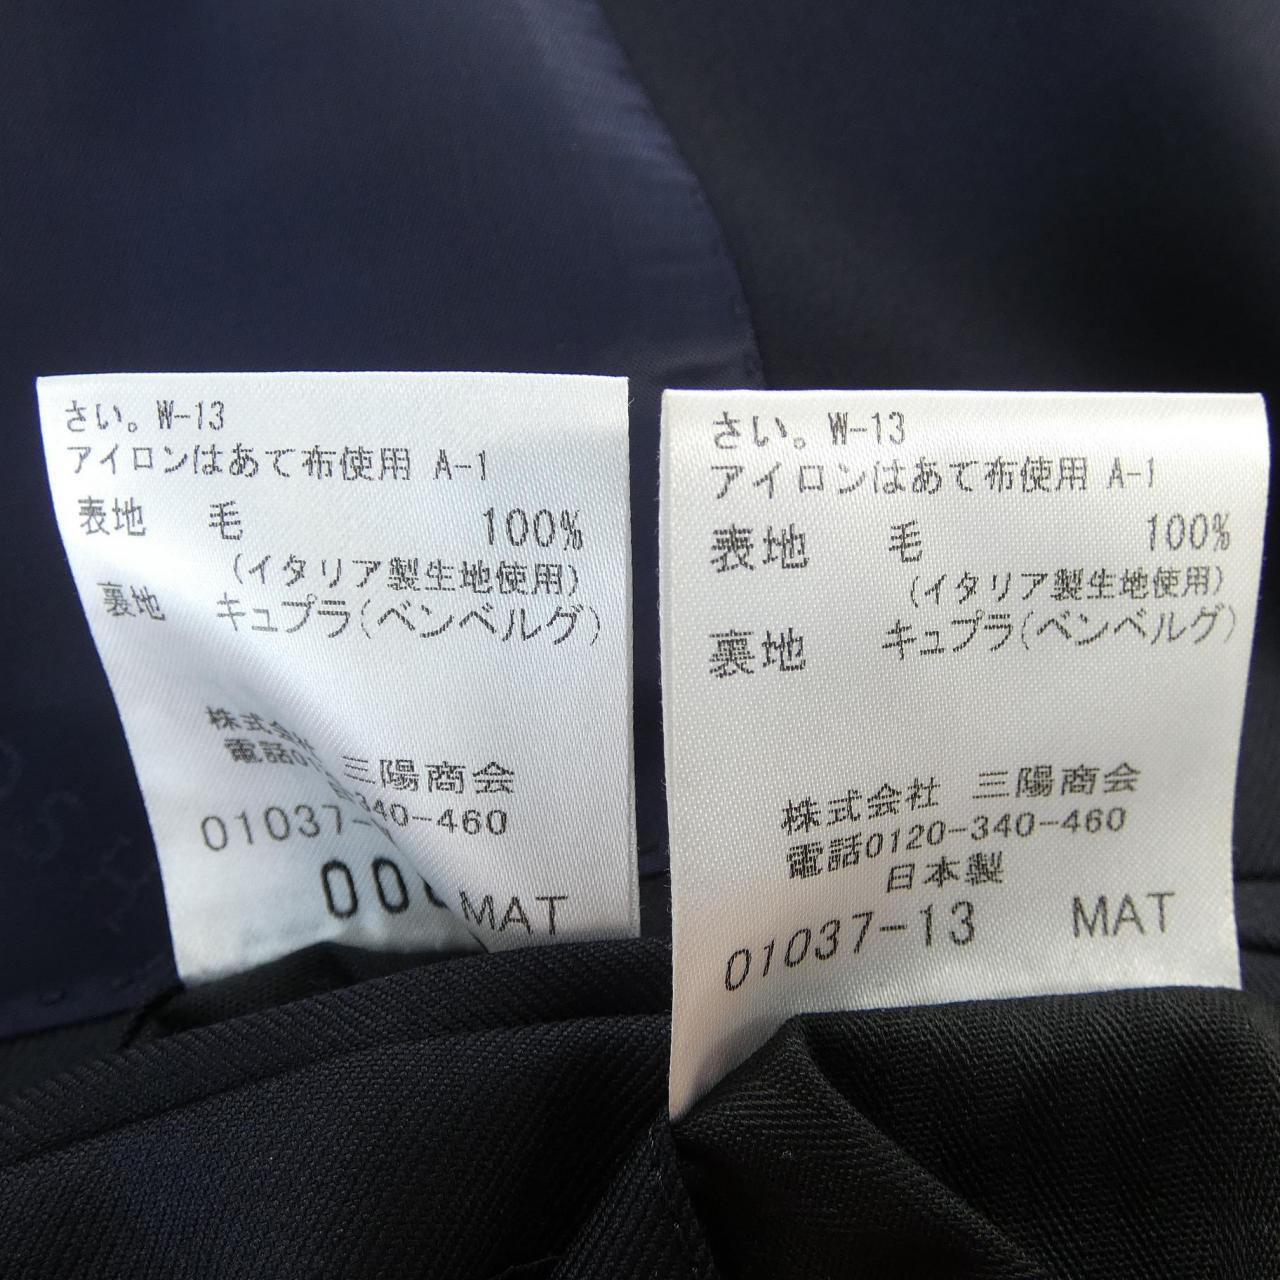 さい。W-13
アイロンはあて布使用 A-1
表地 毛 100%
(イタリア製生地使用)
裏地 キュプラ(ベンベルグ)
株式会 三陽商会
電話01 340-460
01037-
00 MAT
さい。W-13
アイロンはあて布使用 A-1
表地 毛 100%
(イタリア製生地使用)
裏地 キュプラ(ベンベルグ)
株式会社 三陽商会
電話0120-340-460
日本製
01037-13 MAT